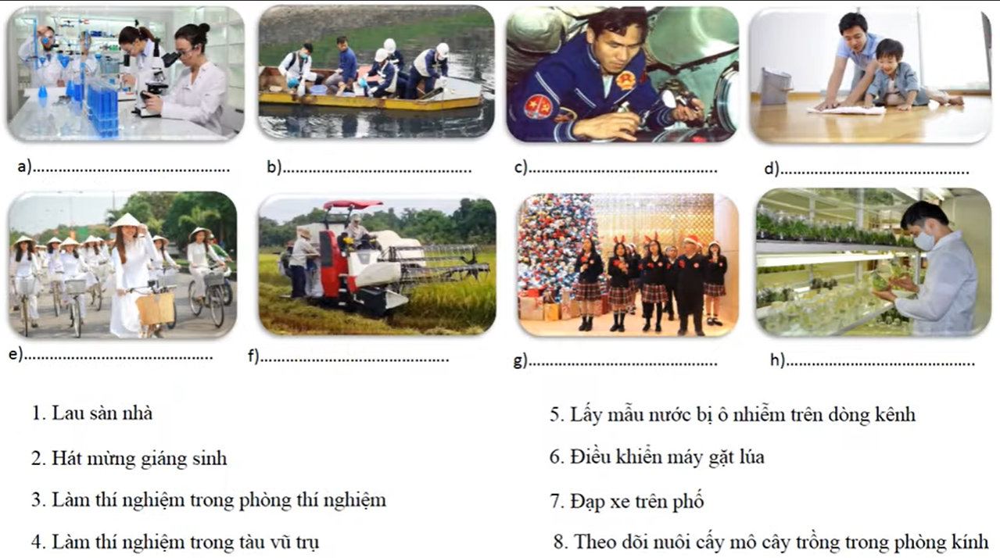 a)............................................
b)..........................................
c)..........................................
d)..........................................
e)..........................................
f)..........................................
g)..........................................
h)..........................................
1. Lau sàn nhà
2. Hát mừng giáng sinh
3. Làm thí nghiệm trong phòng thí nghiệm
4. Làm thí nghiệm trong tàu vũ trụ
5. Lấy mẫu nước bị ô nhiễm trên dòng kênh
6. Điều khiển máy gặt lúa
7. Đạp xe trên phố
8. Theo dõi nuôi cấy mô cây trồng trong phòng kính